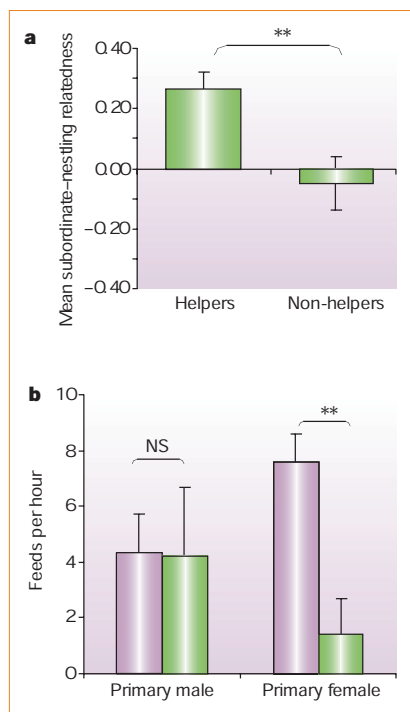 a
**
0.40
0.20
0.00
–0.20
–0.40
Mean subordinate–nestling relatedness
Helpers Non-helpers
b
10
8
6
4
2
0
Feeds per hour
NS
**
Primary male Primary female